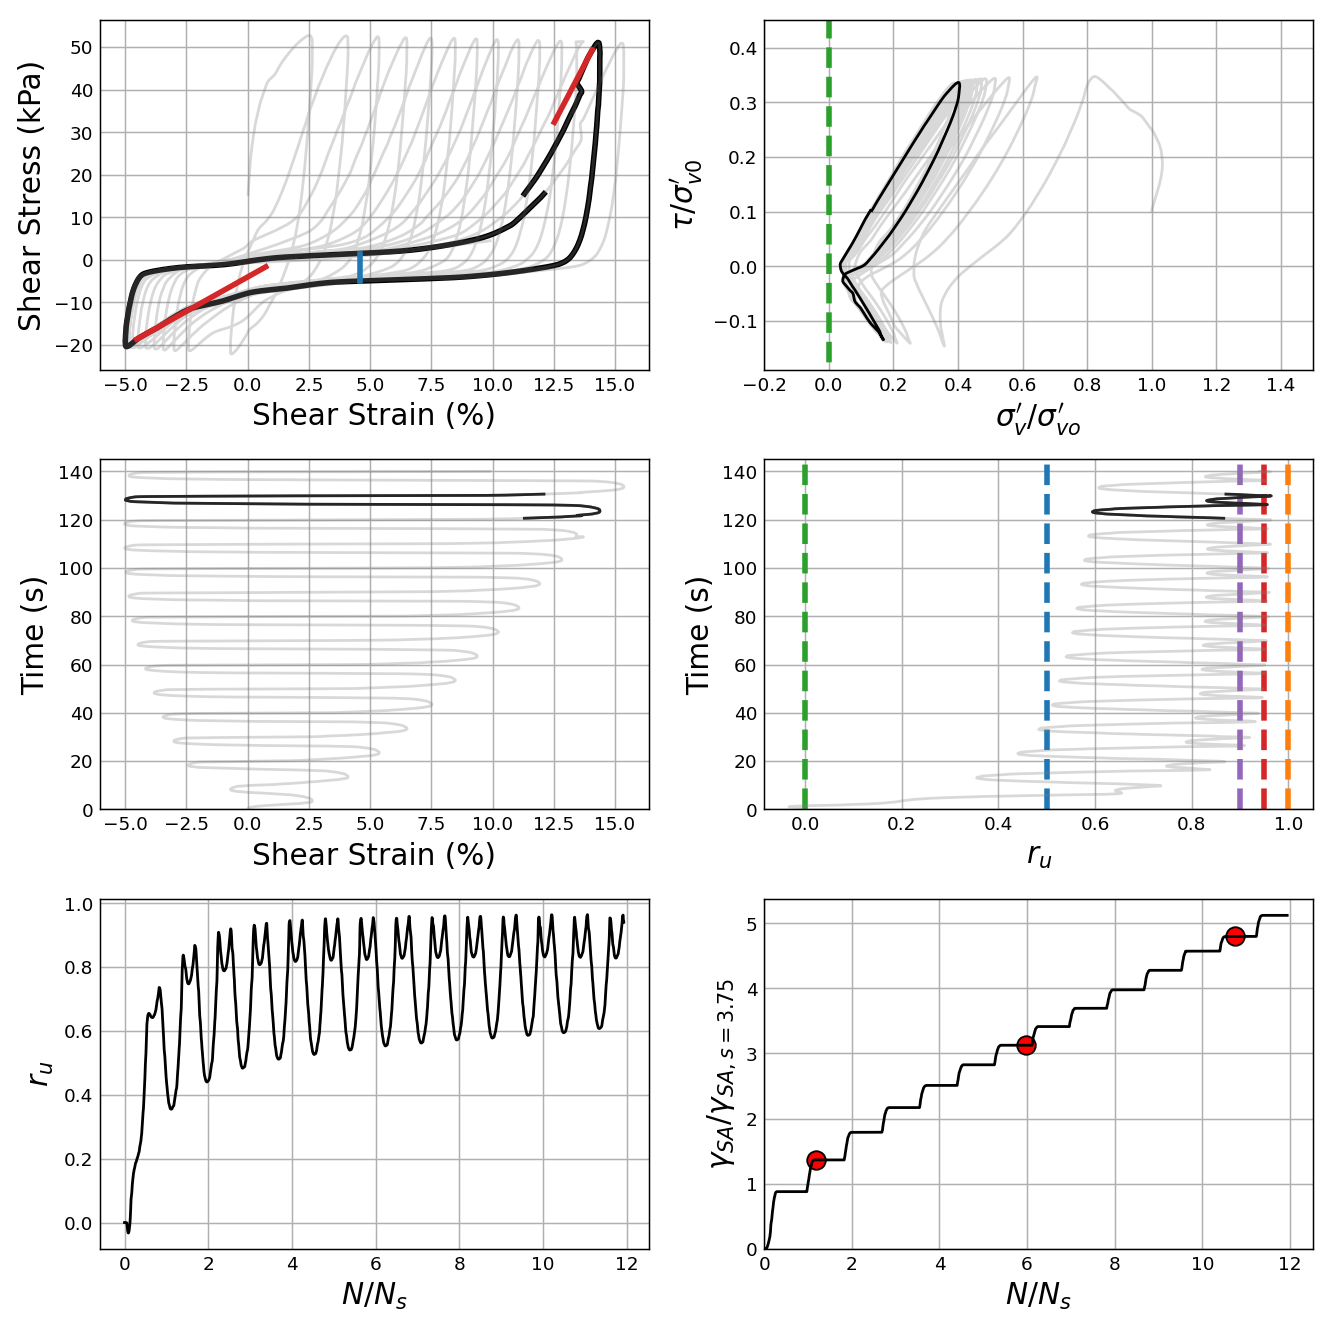 50
40
30
20
10
0
−10
−20
Shear Stress (kPa)
−5.0 −2.5 0.0 2.5 5.0 7.5 10.0 12.5 15.0
Shear Strain (%)
0.4
0.3
0.2
0.1
0.0
−0.1
τ/σ′v0
−0.2 0.0 0.2 0.4 0.6 0.8 1.0 1.2 1.4
σ′v/σ′vo
140
120
100
80
60
40
20
0
Time (s)
−5.0 −2.5 0.0 2.5 5.0 7.5 10.0 12.5 15.0
Shear Strain (%)
140
120
100
80
60
40
20
0
Time (s)
0.0 0.2 0.4 0.6 0.8 1.0
ru
1.0
0.8
0.6
0.4
0.2
0.0
ru
0 2 4 6 8 10 12
N/Ns
5
4
3
2
1
0
γSA/γSA, s = 3.75
0 2 4 6 8 10 12
N/Ns